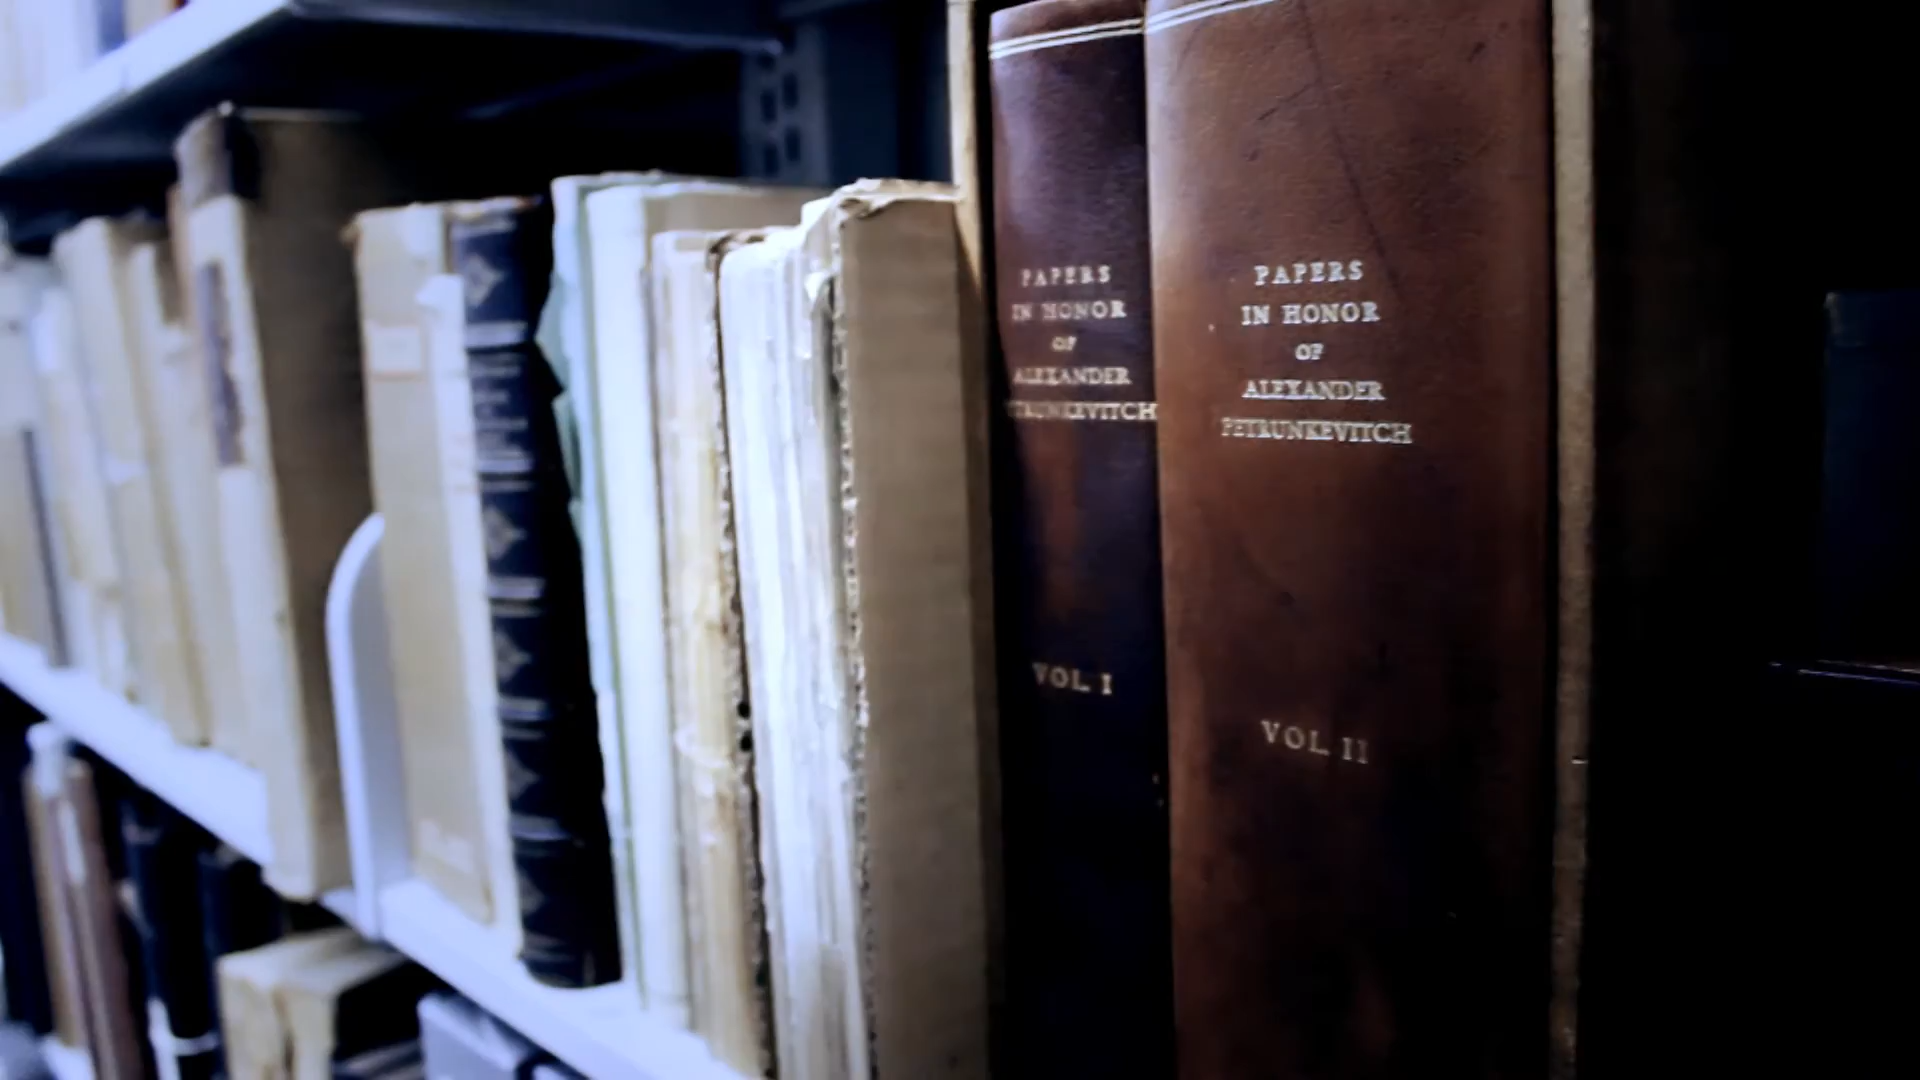 PAPERS
IN HONOR
OF
ALEXANDER
PETRUNKEVITCH
VOL. I
PAPERS
IN HONOR
OF
ALEXANDER
PETRUNKEVITCH
VOL. II